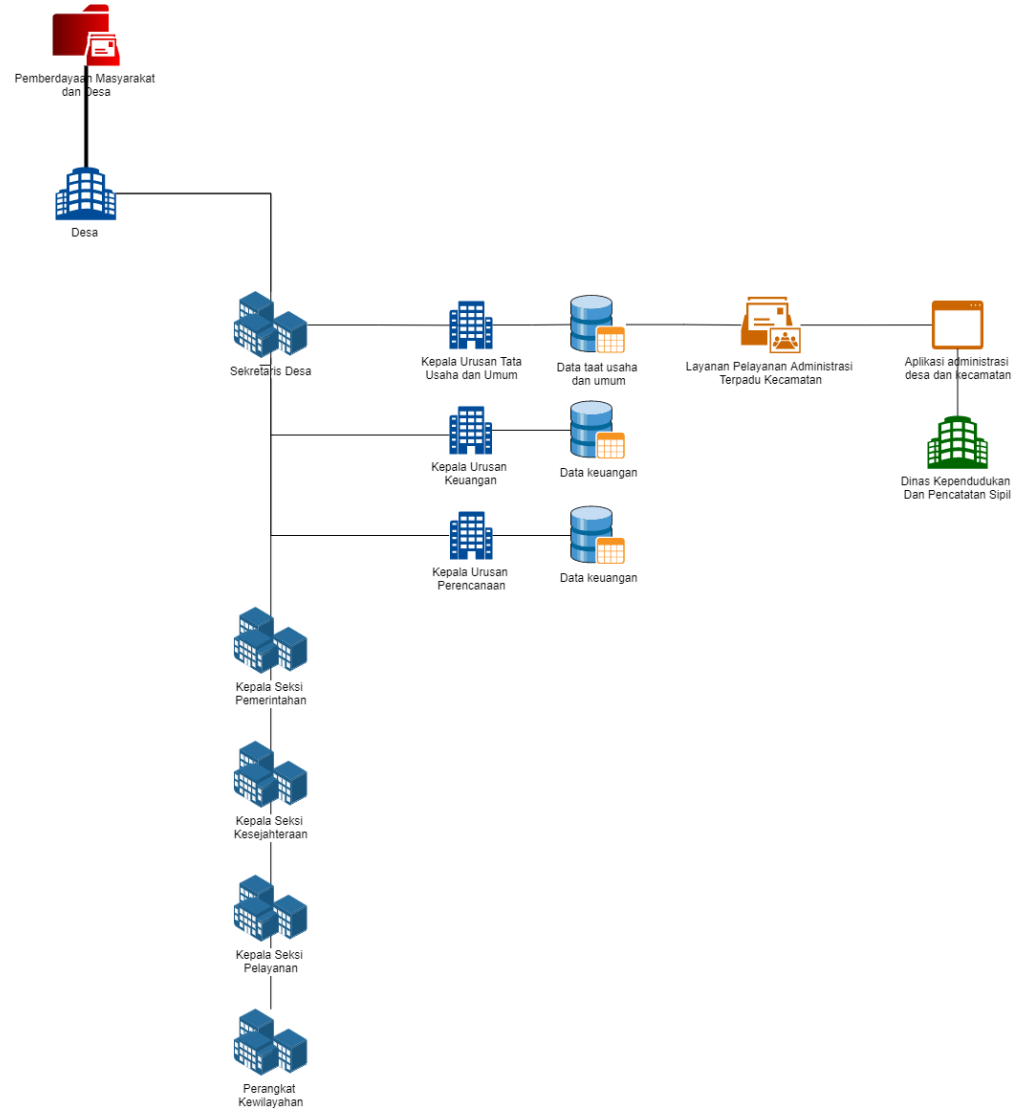 Pemberdayaan Masyarakat
dan Desa
Desa
Sekretaris Desa
Kepala Urusan Tata
Usaha dan Umum
Data taat usaha
dan umum
Layanan Pelayanan Administrasi
Terpadu Kecamatan
Aplikasi administrasi
desa dan kecamatan
Kepala Urusan
Keuangan
Data keuangan
Dinas Kependudukan
Dan Pencatatan Sipil
Kepala Urusan
Perencanaan
Data keuangan
Kepala Seksi
Pemerintahan
Kepala Seksi
Kesejahteraan
Kepala Seksi
Pelayanan
Perangkat
Kewilayahan